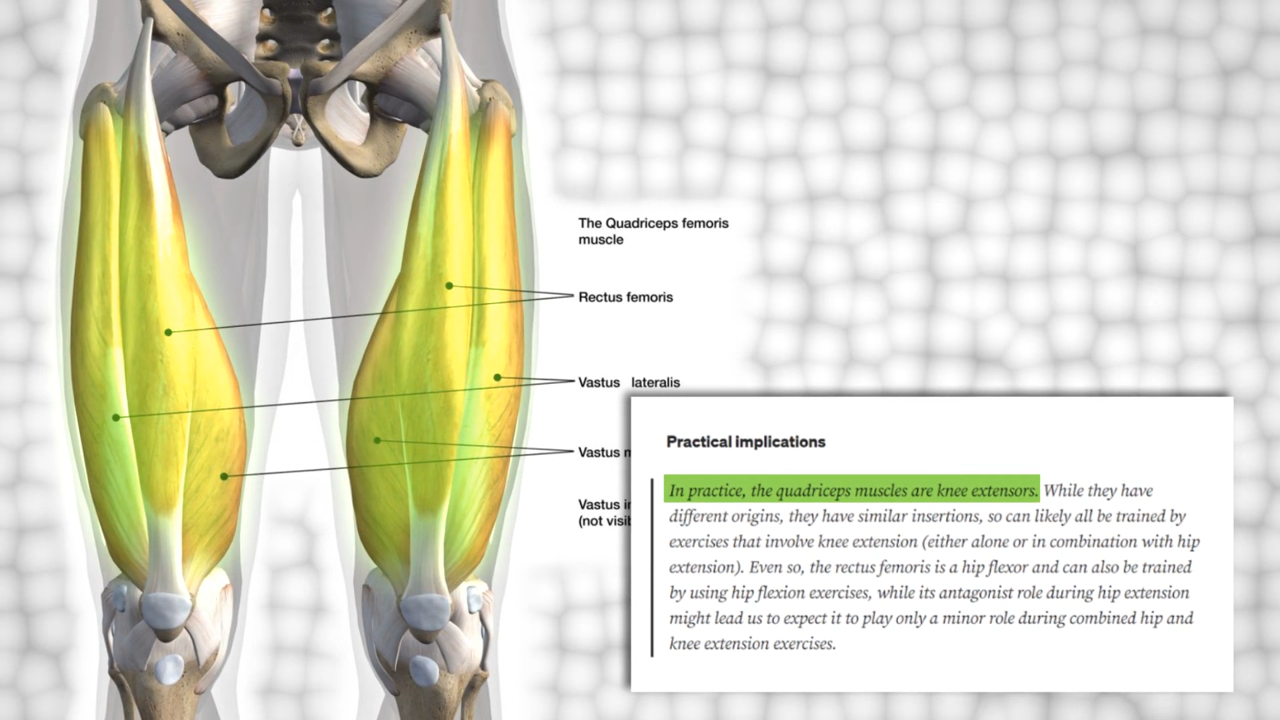 The Quadriceps femoris
muscle
Rectus femoris
Vastus lateralis
Vastus
Vastus
(not
Practical implications
In practice, the quadriceps muscles are knee extensors. While they have
different origins, they have similar insertions, so can likely all be trained by
exercises that involve knee extension (either alone or in combination with hip
extension). Even so, the rectus femoris is a hip flexor and can also be trained
by using hip flexion exercises, while its antagonist role during hip extension
might lead us to expect it to play only a minor role during combined hip and
knee extension exercises.